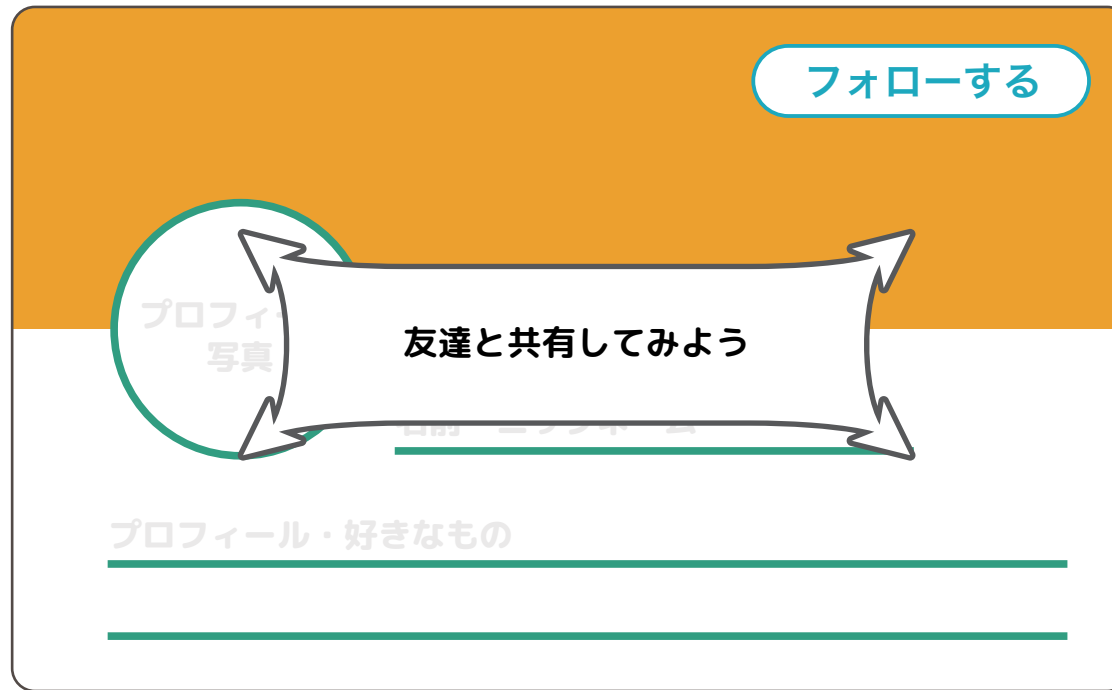 フォローする
プロフィー
写真
友達と共有してみよう
プロフィール・好きなもの